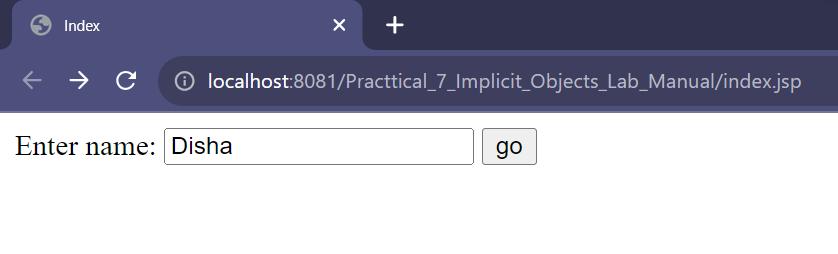 Index
localhost:8081/Practtical_7_Implicit_Objects_Lab_Manual/index.jsp
Enter name: Disha go